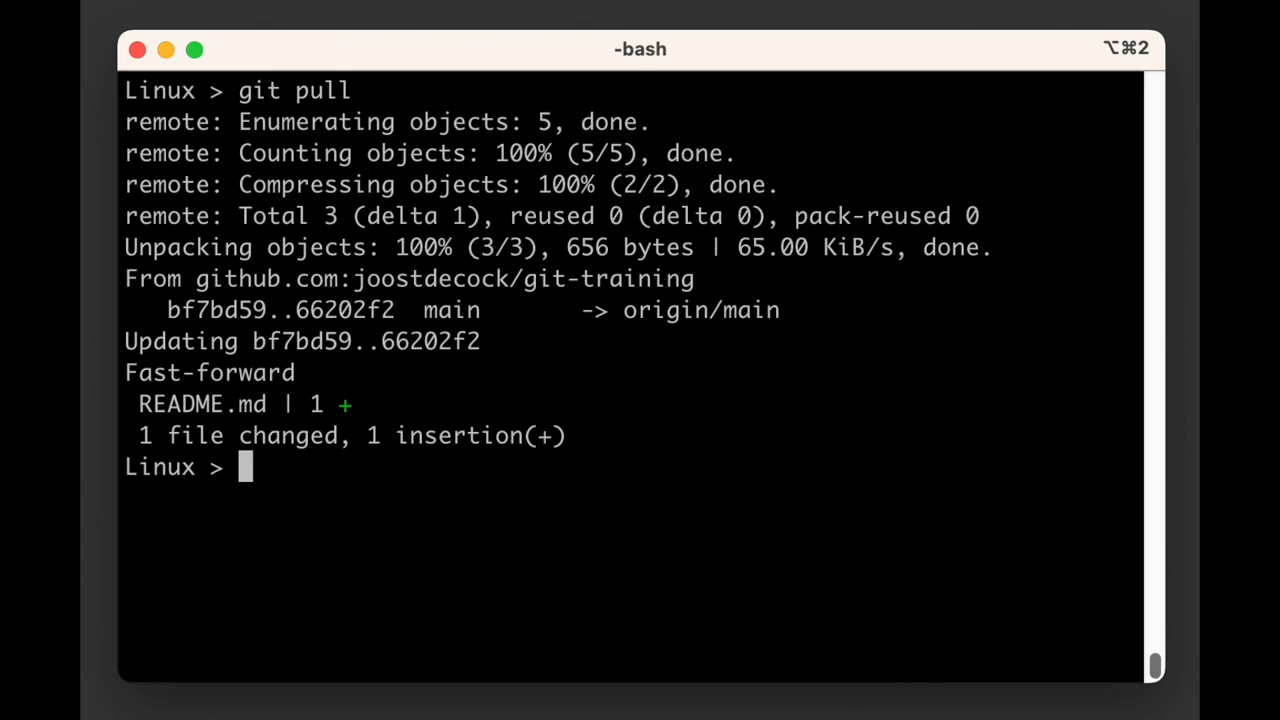 -bash
⌥⌘2
Linux > git pull
remote: Enumerating objects: 5, done.
remote: Counting objects: 100% (5/5), done.
remote: Compressing objects: 100% (2/2), done.
remote: Total 3 (delta 1), reused 0 (delta 0), pack-reused 0
Unpacking objects: 100% (3/3), 656 bytes | 65.00 KiB/s, done.
From github.com:joostdecock/git-training
   bf7bd59..66202f2  main       -> origin/main
Updating bf7bd59..66202f2
Fast-forward
 README.md | 1 +
 1 file changed, 1 insertion(+)
Linux >